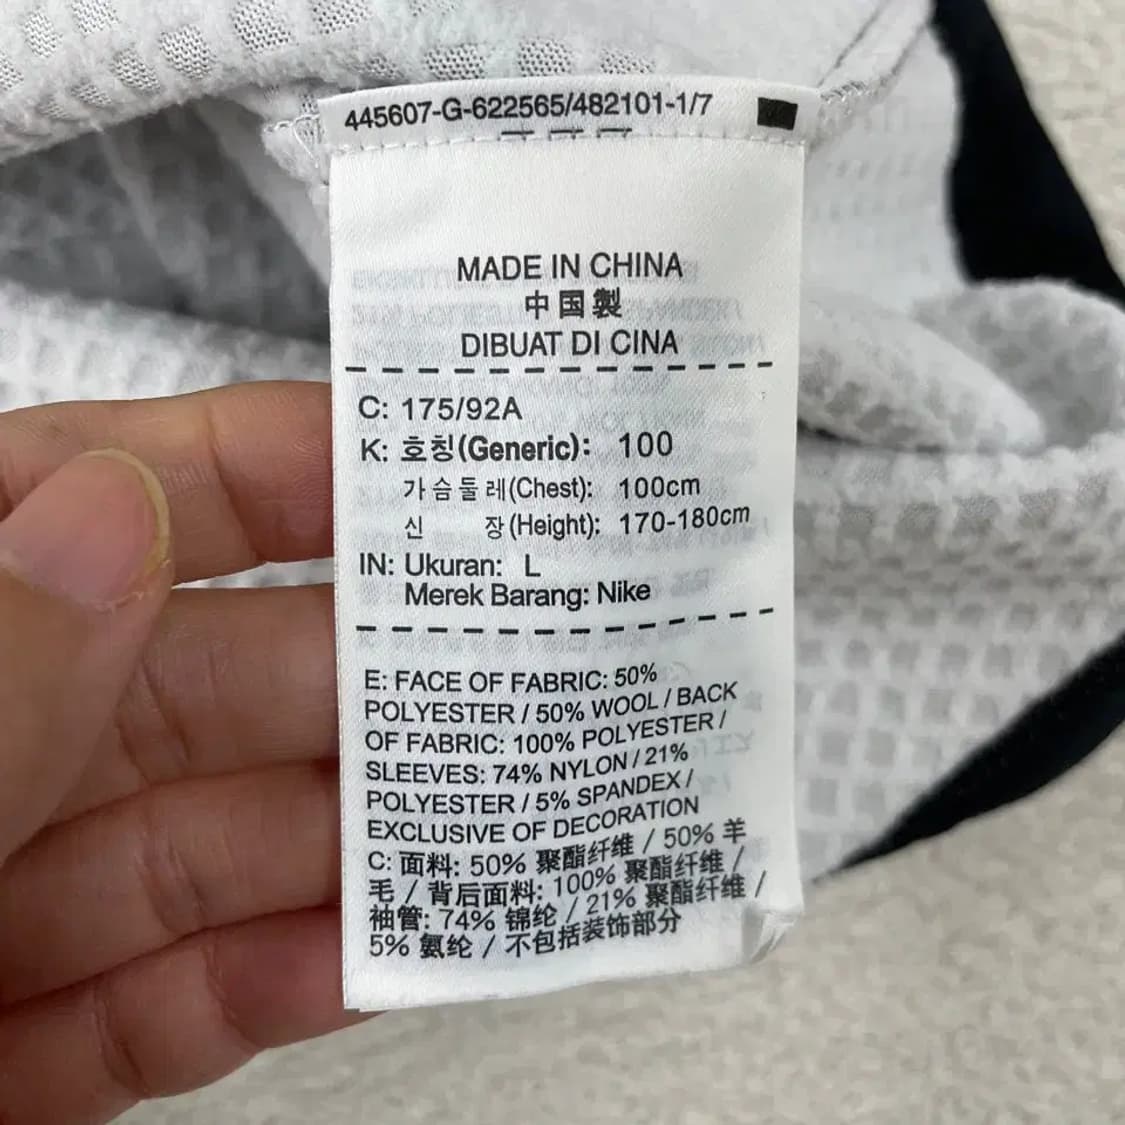 445607-G-622565/482101-1/7
MADE IN CHINA
中国製
DIBUAT DI CINA
C: 175/92A
K: 호칭(Generic): 100
가슴둘레(Chest): 100cm
신 장(Height): 170-180cm
IN: Ukuran: L
Merek Barang: Nike
E: FACE OF FABRIC: 50%
POLYESTER / 50% WOOL / BACK
OF FABRIC: 100% POLYESTER /
SLEEVES: 74% NYLON / 21%
POLYESTER / 5% SPANDEX /
EXCLUSIVE OF DECORATION
C: 面料: 50% 聚酯纤维 / 50% 羊
毛 / 背后面料: 100% 聚酯纤维 /
袖管: 74% 锦纶 / 21% 聚酯纤维 /
5% 氨纶 / 不包括装饰部分